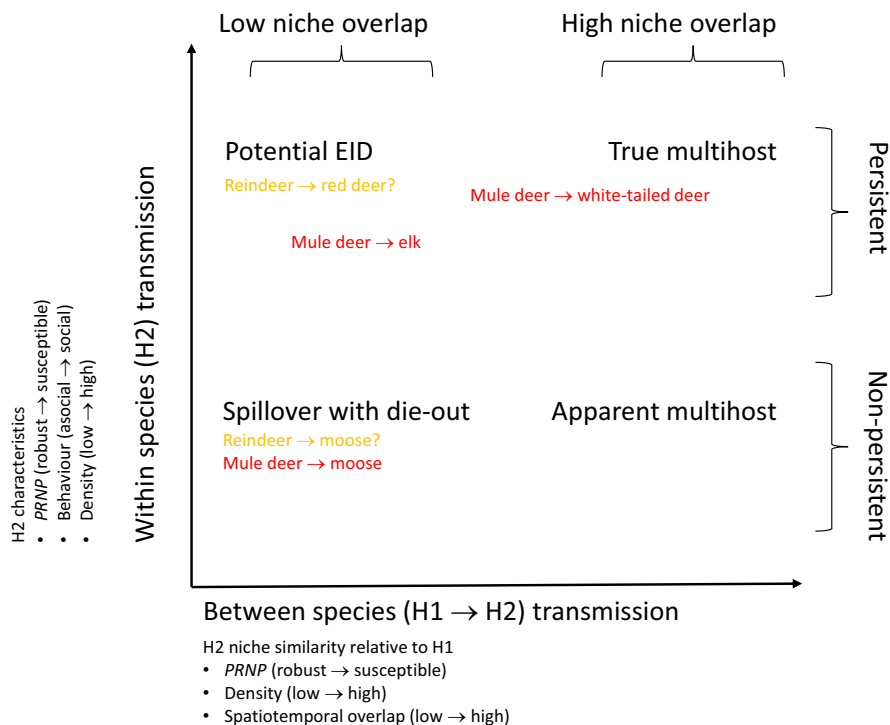 Low niche overlap
High niche overlap
Potential EID
True multihost
Reindeer → red deer?
Mule deer → white-tailed deer
Mule deer → elk
Persistent
Spillover with die-out
Apparent multihost
Reindeer → moose?
Mule deer → moose
Non-persistent
Within species (H2) transmission
H2 characteristics
• PRNP (robust → susceptible)
• Behaviour (asocial → social)
• Density (low → high)
Between species (H1 → H2) transmission
H2 niche similarity relative to H1
• PRNP (robust → susceptible)
• Density (low → high)
• Spatiotemporal overlap (low → high)